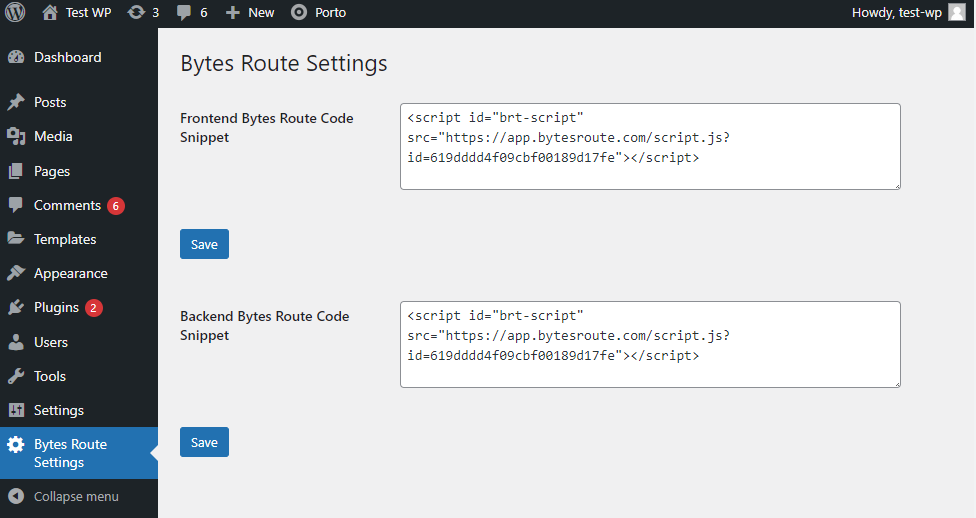 Test WP 3 6 New Porto Howdy, test-wp
Dashboard
Posts
Media
Pages
Comments 6
Templates
Appearance
Plugins 2
Users
Tools
Settings
Bytes Route
Settings
Collapse menu
Bytes Route Settings
Frontend Bytes Route Code
Snippet
<script id="brt-script"
src="https://app.bytesroute.com/script.js?
id=619dddd4f09cbf00189d17fe"></script>
Save
Backend Bytes Route Code
Snippet
<script id="brt-script"
src="https://app.bytesroute.com/script.js?
id=619dddd4f09cbf00189d17fe"></script>
Save